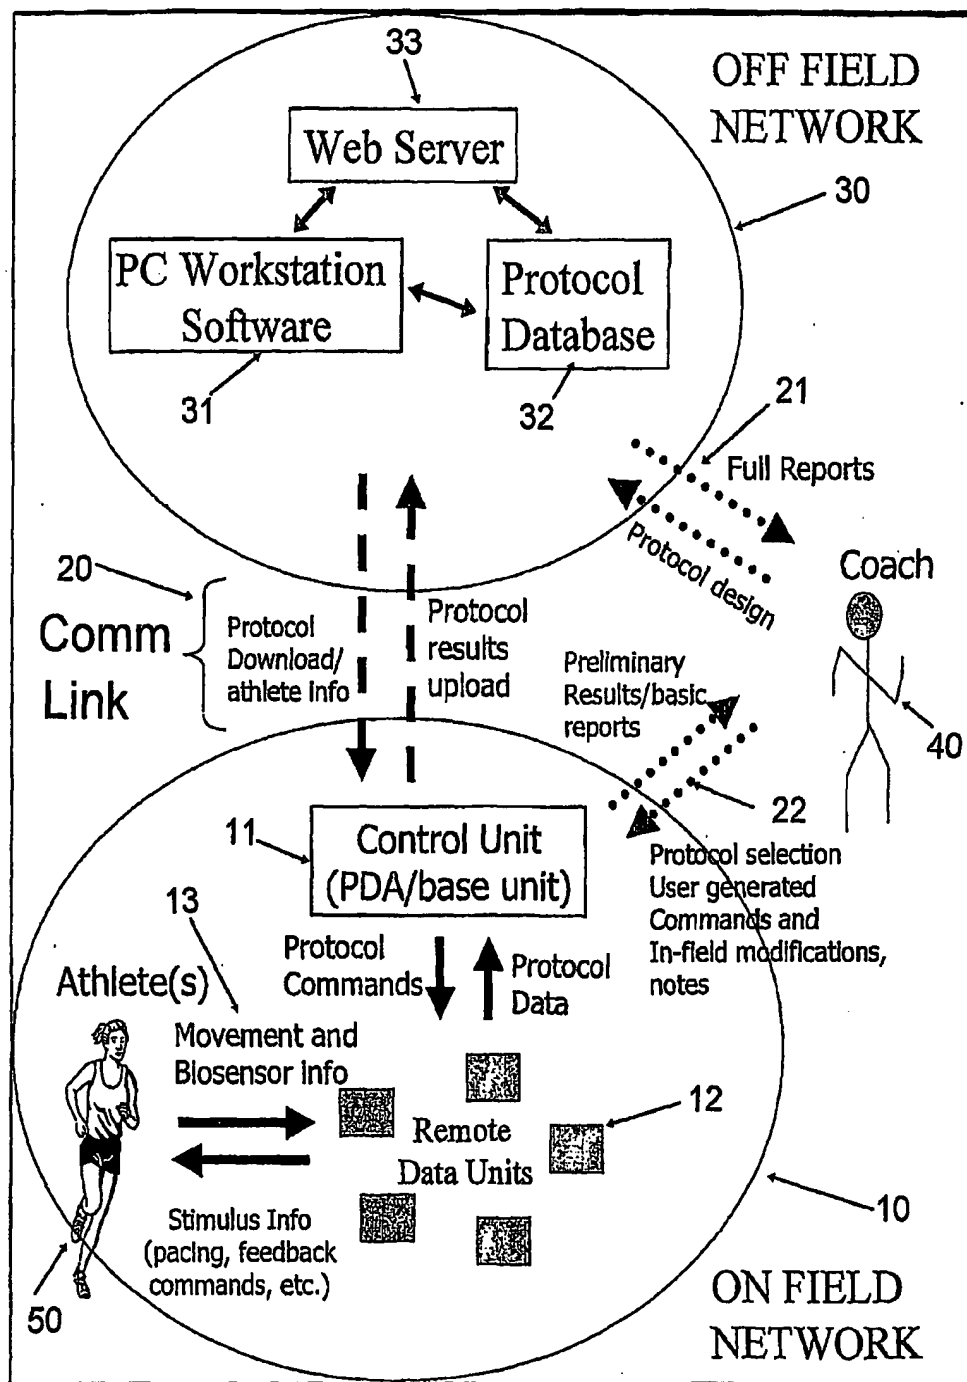 33
OFF FIELD
NETWORK
Web Server
30
PC Workstation
Software
Protocol
Database
31
32
21
Full Reports
Protocol design
20
Comm
Link
Protocol
Download/
athlete info
Protocol
results
upload
Preliminary
Results/basic
reports
Coach
40
22
11
Control Unit
(PDA/base unit)
Protocol selection
User generated
Commands and
In-field modifications,
notes
13
Protocol
Commands
Protocol
Data
Athlete(s)
Movement and
Biosensor info
12
Remote
Data Units
10
Stimulus Info
(pacing, feedback
commands, etc.)
50
ON FIELD
NETWORK